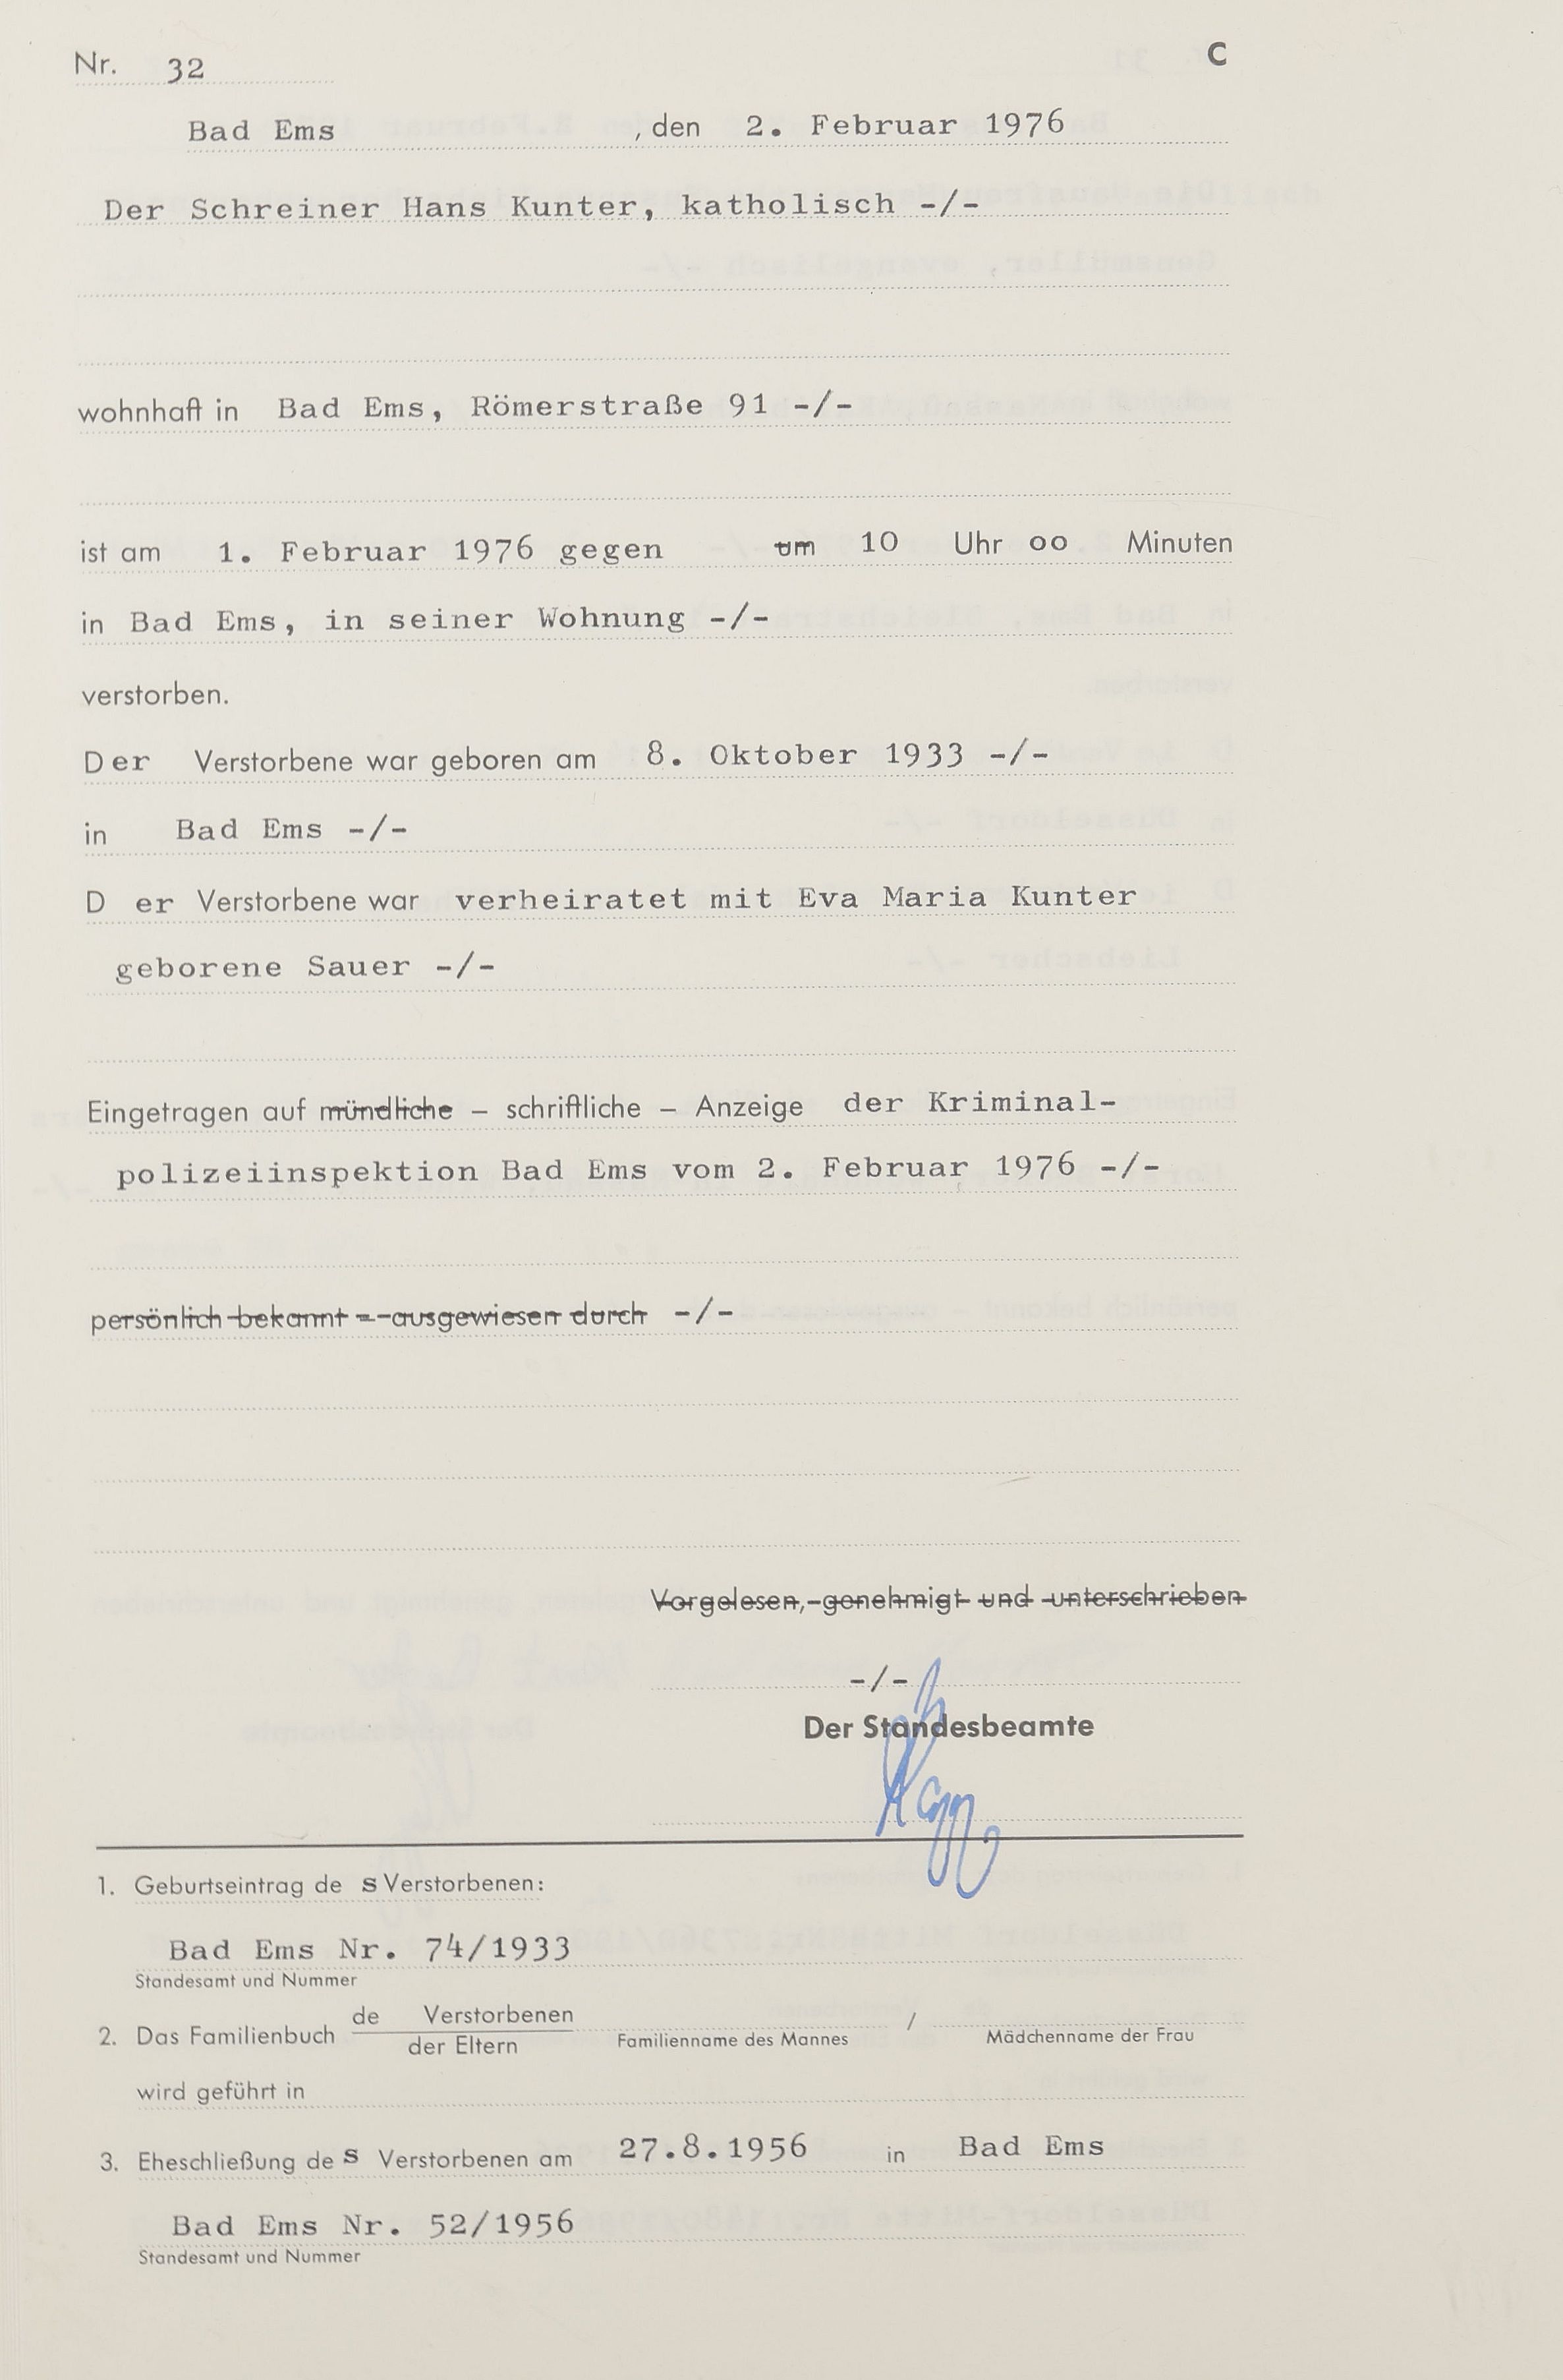 Nr. 32 C
Bad Ems , den 2. Februar 1976
Der Schreiner Hans Kunter, katholisch -/-
wohnhaft in Bad Ems, Römerstraße 91 -/-
ist am 1. Februar 1976 gegen um 10 Uhr oo Minuten
in Bad Ems, in seiner Wohnung -/-
verstorben.
Der Verstorbene war geboren am 8. Oktober 1933 -/-
in Bad Ems -/-
D er Verstorbene war verheiratet mit Eva Maria Kunter
geborene Sauer -/-
Eingetragen auf mündliche – schriftliche – Anzeige der Kriminal-
polizeiinspektion Bad Ems vom 2. Februar 1976 -/-
persönlich bekannt – ausgewiesen durch -/-
Vorgelesen, genehmigt und unterschrieben
-/-
Der Standesbeamte
1. Geburtseintrag de s Verstorbenen:
Bad Ems Nr. 74/1933
Standesamt und Nummer
2. Das Familienbuch de Verstorbenen /
der Eltern Familienname des Mannes Mädchenname der Frau
wird geführt in
3. Eheschließung de s Verstorbenen am 27.8.1956 in Bad Ems
Bad Ems Nr. 52/1956
Standesamt und Nummer